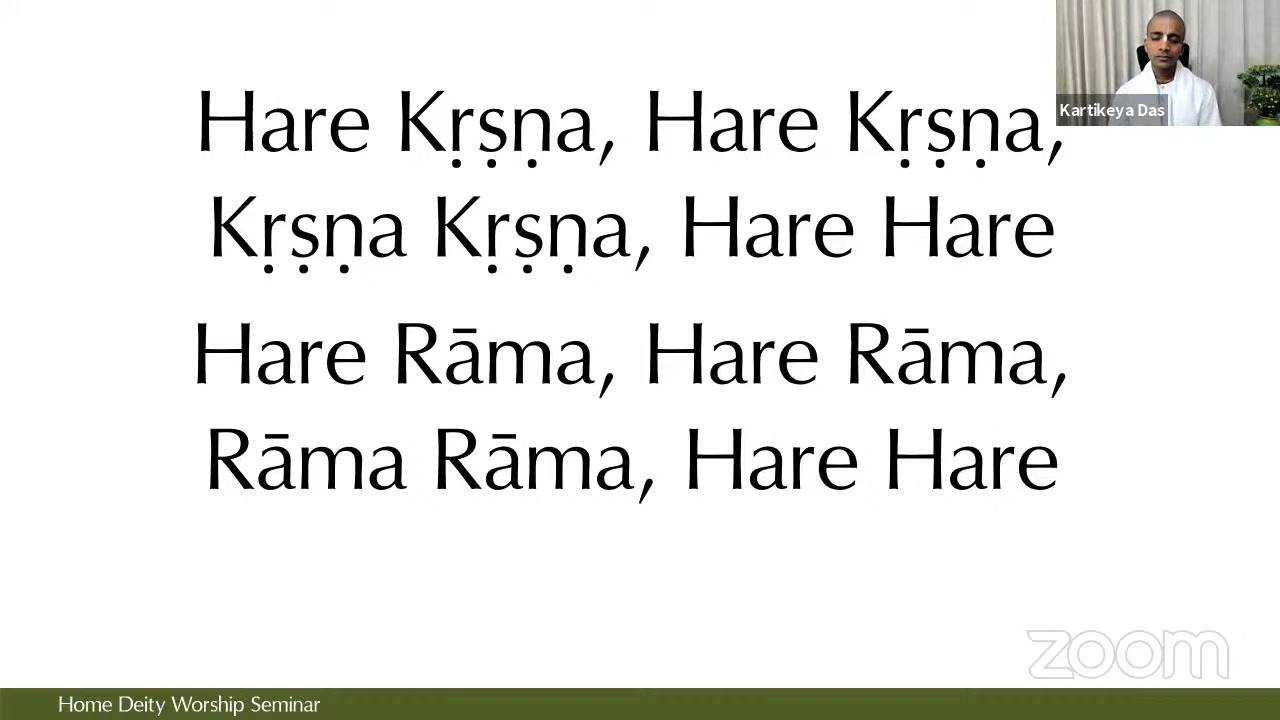 Hare Kṛṣṇa, Hare Kṛṣṇa,
Kṛṣṇa Kṛṣṇa, Hare Hare
Hare Rāma, Hare Rāma,
Rāma Rāma, Hare Hare
Kartikeya Das
zoom
Home Deity Worship Seminar